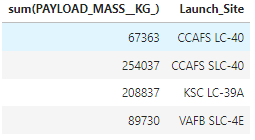 sum(PAYLOAD_MASS__KG_) Launch_Site
67363 CCAFS LC-40
254037 CCAFS SLC-40
208837 KSC LC-39A
89730 VAFB SLC-4E